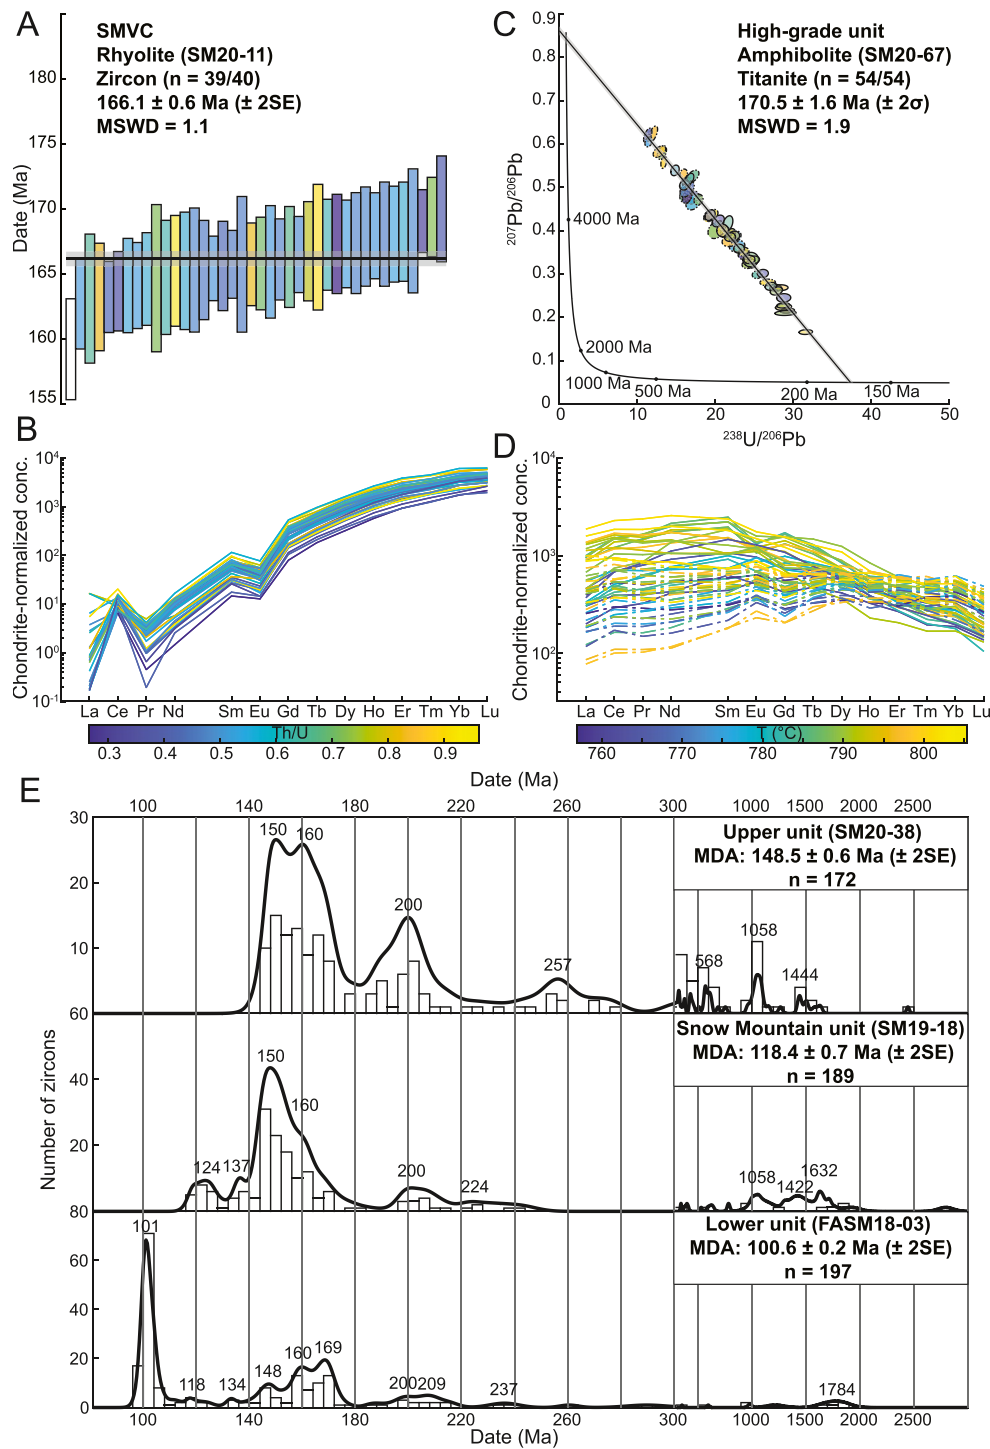 A
SMVC
Rhyolite (SM20-11)
Zircon (n = 39/40)
166.1 ± 0.6 Ma (± 2SE)
MSWD = 1.1
Date (Ma)
180
175
170
165
160
155
C
High-grade unit
Amphibolite (SM20-67)
Titanite (n = 54/54)
170.5 ± 1.6 Ma (± 2σ)
MSWD = 1.9
²⁰⁷Pb/²⁰⁶Pb
0.9
0.8
0.7
0.6
0.5
0.4
0.3
0.2
0.1
0
4000 Ma
2000 Ma
1000 Ma
500 Ma
200 Ma
150 Ma
0 10 20 30 40 50
²³⁸U/²⁰⁶Pb
B
Chondrite-normalized conc.
10⁴
10³
10²
10¹
10⁰
10⁻¹
La Ce Pr Nd Sm Eu Gd Tb Dy Ho Er Tm Yb Lu
Th/U
0.3 0.4 0.5 0.6 0.7 0.8 0.9
D
Chondrite-normalized conc.
10⁴
10³
10²
La Ce Pr Nd Sm Eu Gd Tb Dy Ho Er Tm Yb Lu
T (°C)
760 770 780 790 800
E
Date (Ma)
100 140 180 220 260 300 1000 1500 2000 2500
Number of zircons
30
20
10
60
150
160
200
257
568
1058
1444
Upper unit (SM20-38)
MDA: 148.5 ± 0.6 Ma (± 2SE)
n = 172
40
20
80
124
137
150
160
200
224
1058
1422
1632
Snow Mountain unit (SM19-18)
MDA: 118.4 ± 0.7 Ma (± 2SE)
n = 189
60
40
20
0
101
118
134
148
160
169
200
209
237
1784
Lower unit (FASM18-03)
MDA: 100.6 ± 0.2 Ma (± 2SE)
n = 197
100 140 180 220 260 300 1000 1500 2000 2500
Date (Ma)